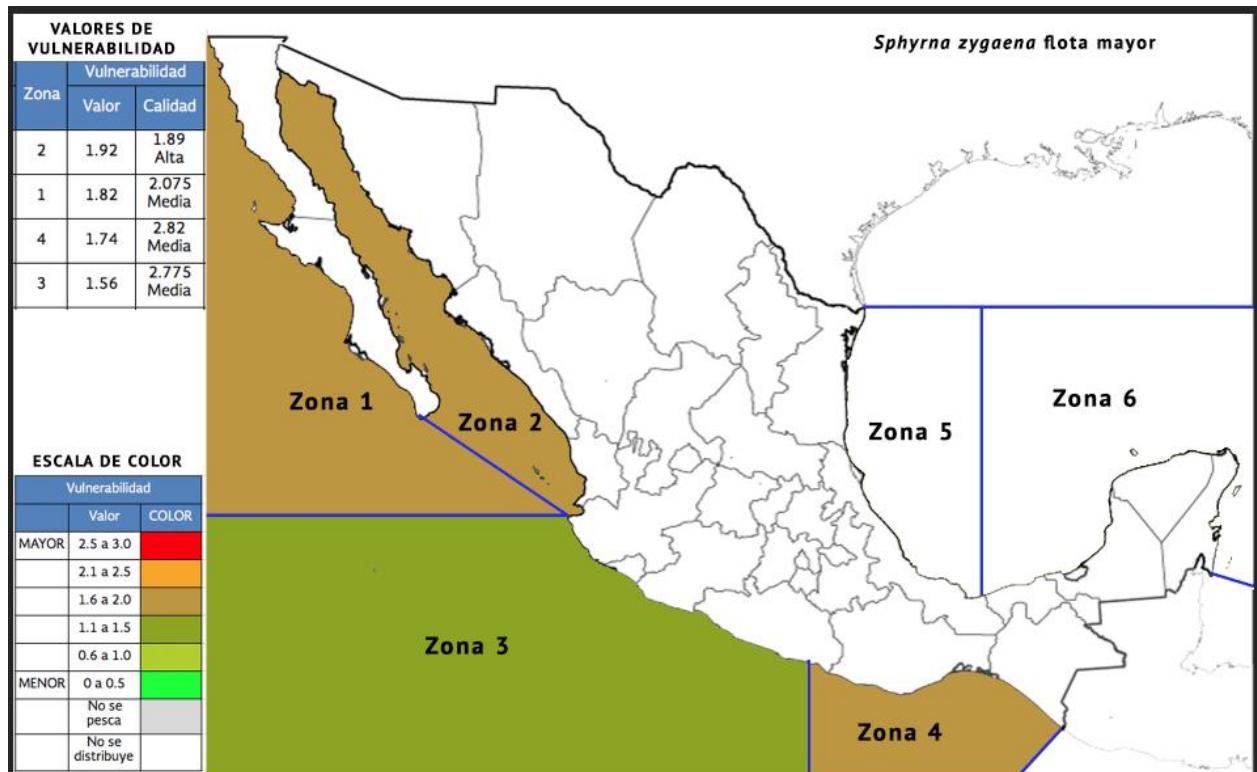 VALORES DE
VULNERABILIDAD
Zona
Vulnerabilidad
Valor
Calidad
2
1.92
1.89
Alta
1
1.82
2.075
Media
4
1.74
2.82
Media
3
1.56
2.775
Media
Sphyrna zygaena flota mayor
Zona 1
Zona 2
Zona 3
Zona 4
Zona 5
Zona 6
ESCALA DE COLOR
Vulnerabilidad
Valor
COLOR
MAYOR
2.5 a 3.0
2.1 a 2.5
1.6 a 2.0
1.1 a 1.5
0.6 a 1.0
MENOR
0 a 0.5
No se
pesca
No se
distribuye